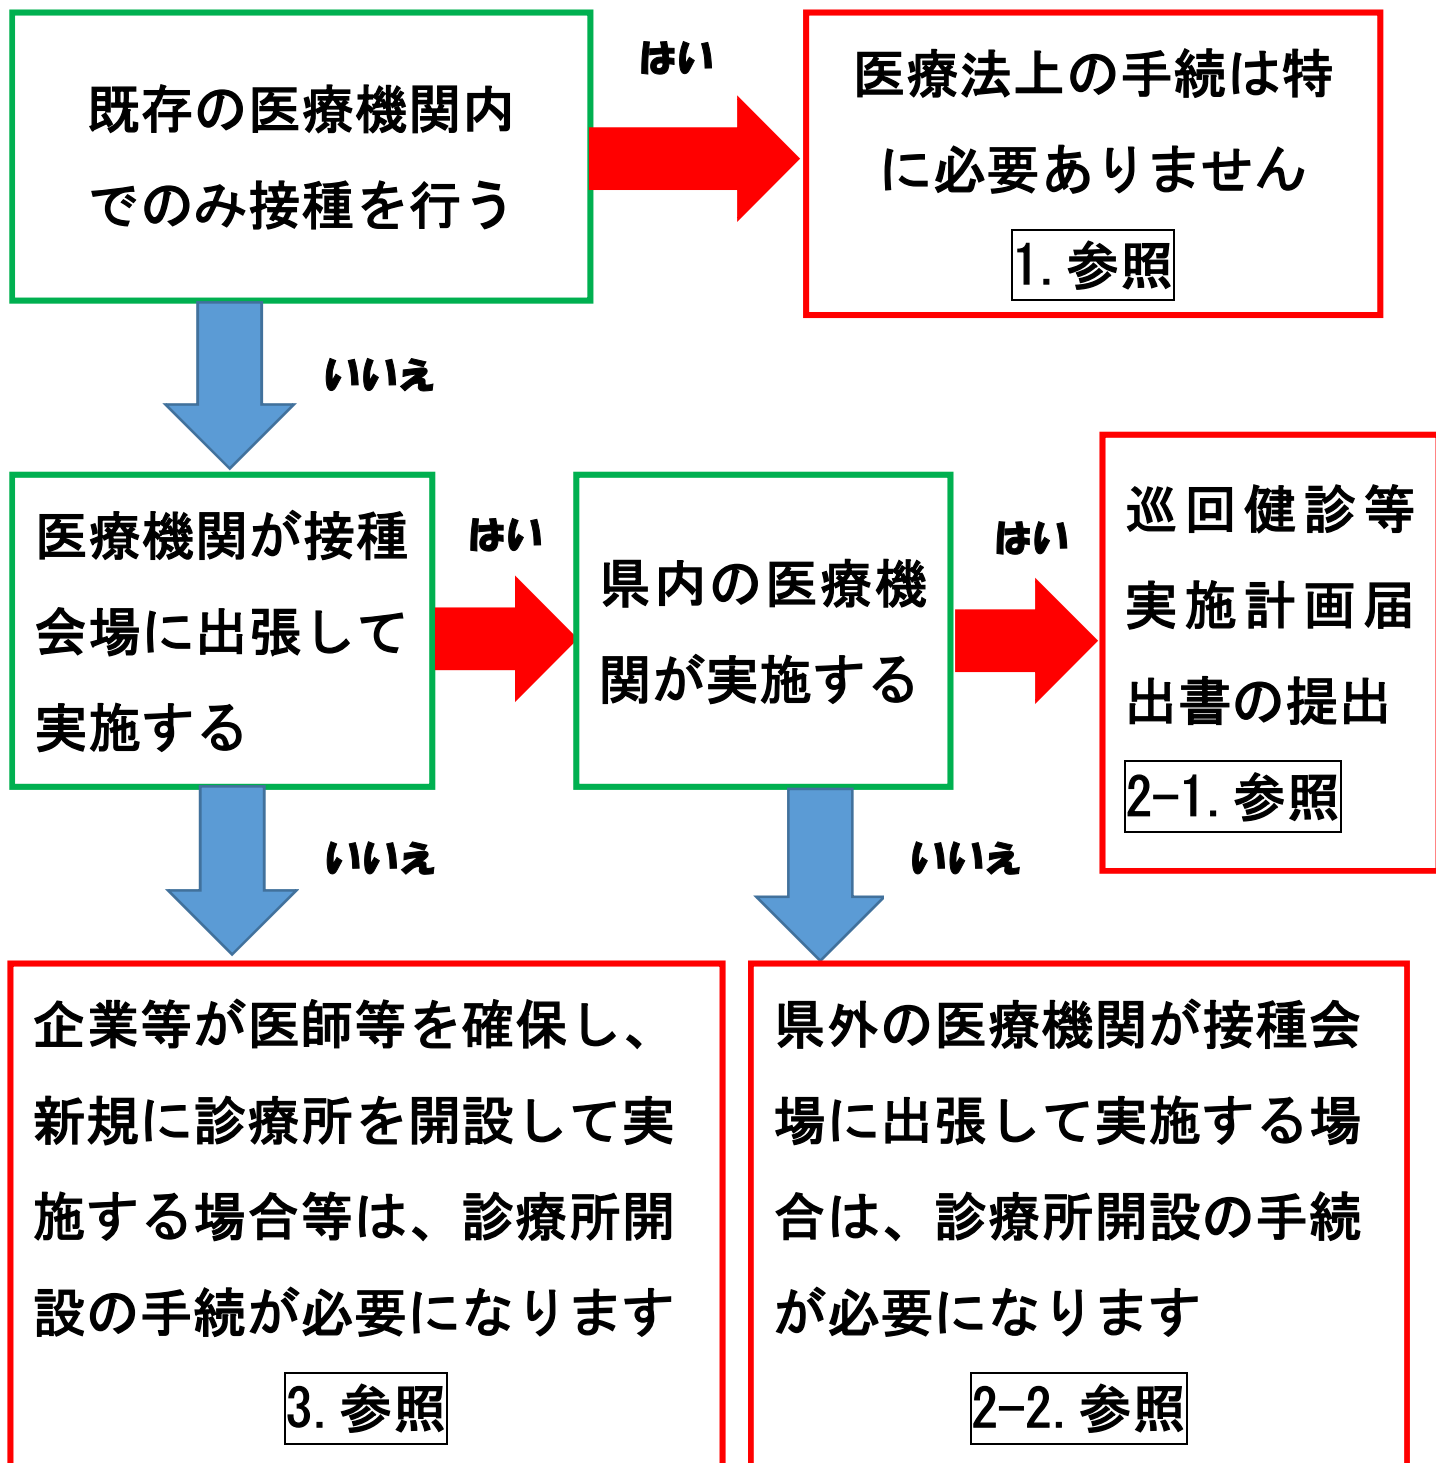 既存の医療機関内
でのみ接種を行う
はい
医療法上の手続は特
に必要ありません
1.参照
いいえ
医療機関が接種
会場に出張して
実施する
はい
県内の医療機
関が実施する
はい
巡回健診等
実施計画届
出書の提出
2-1.参照
いいえ
いいえ
企業等が医師等を確保し、
新規に診療所を開設して実
施する場合等は、診療所開
設の手続が必要になります
3.参照
県外の医療機関が接種会
場に出張して実施する場
合は、診療所開設の手続
が必要になります
2-2.参照